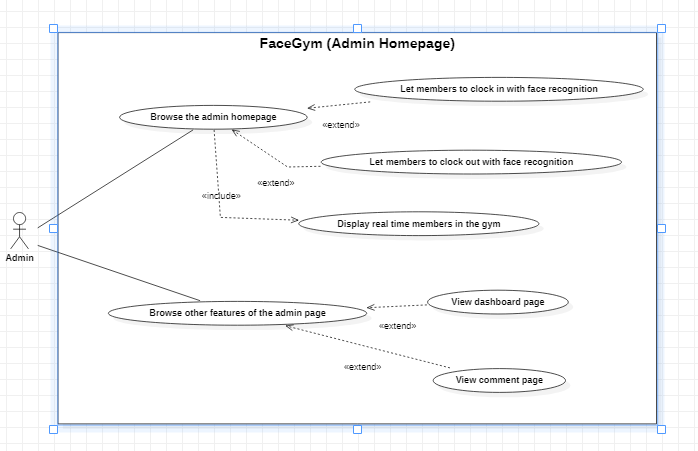 FaceGym (Admin Homepage)
Let members to clock in with face recognition
Browse the admin homepage
«extend»
Let members to clock out with face recognition
«extend»
«include»
Display real time members in the gym
Admin
View dashboard page
Browse other features of the admin page
«extend»
«extend»
View comment page